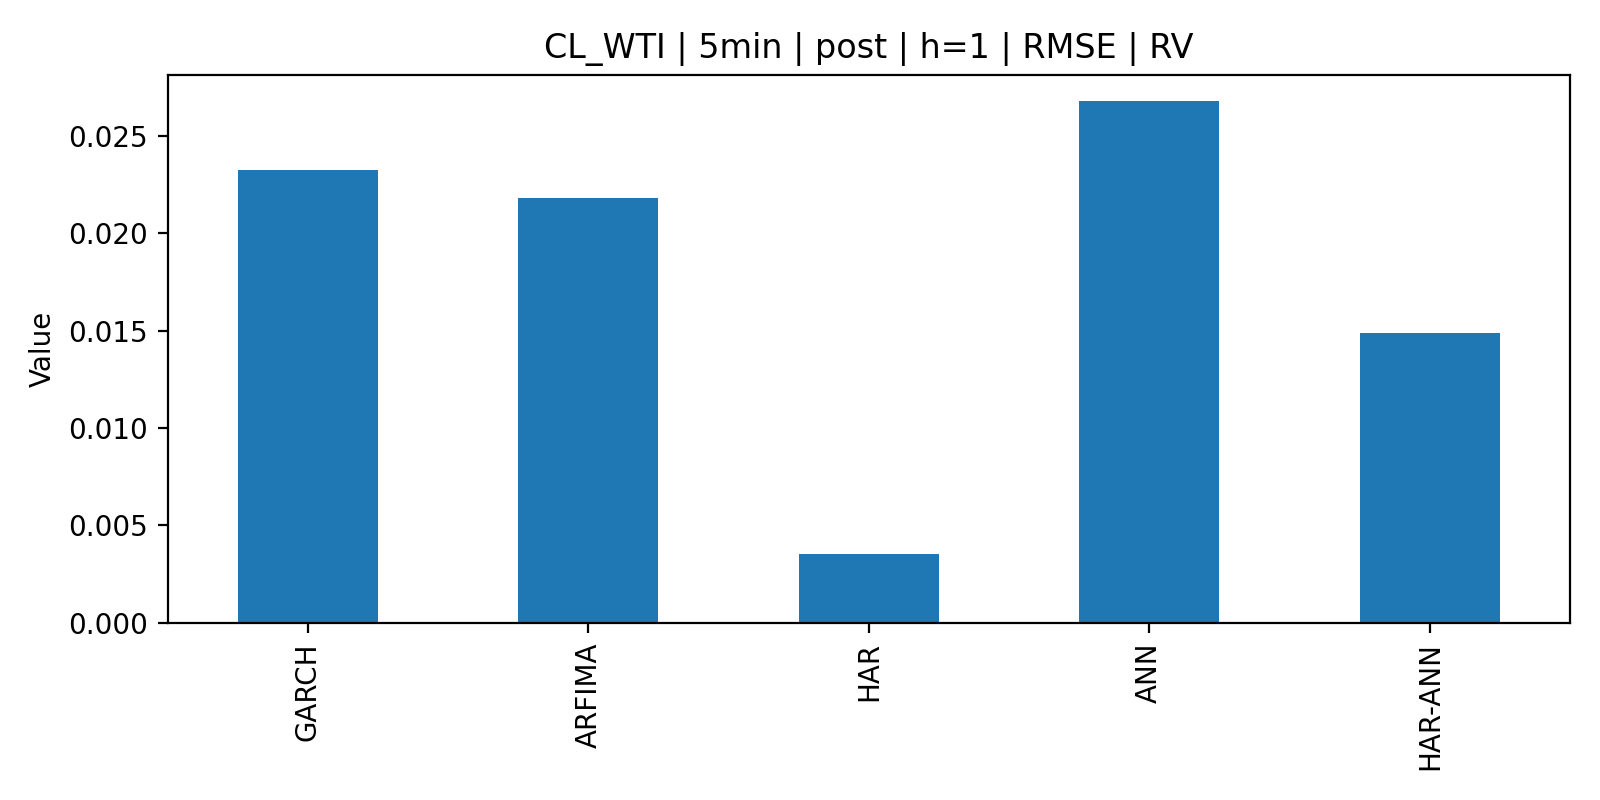 CL_WTI | 5min | post | h=1 | RMSE | RV
Value
0.025
0.020
0.015
0.010
0.005
0.000
GARCH
ARFIMA
HAR
ANN
HAR-ANN